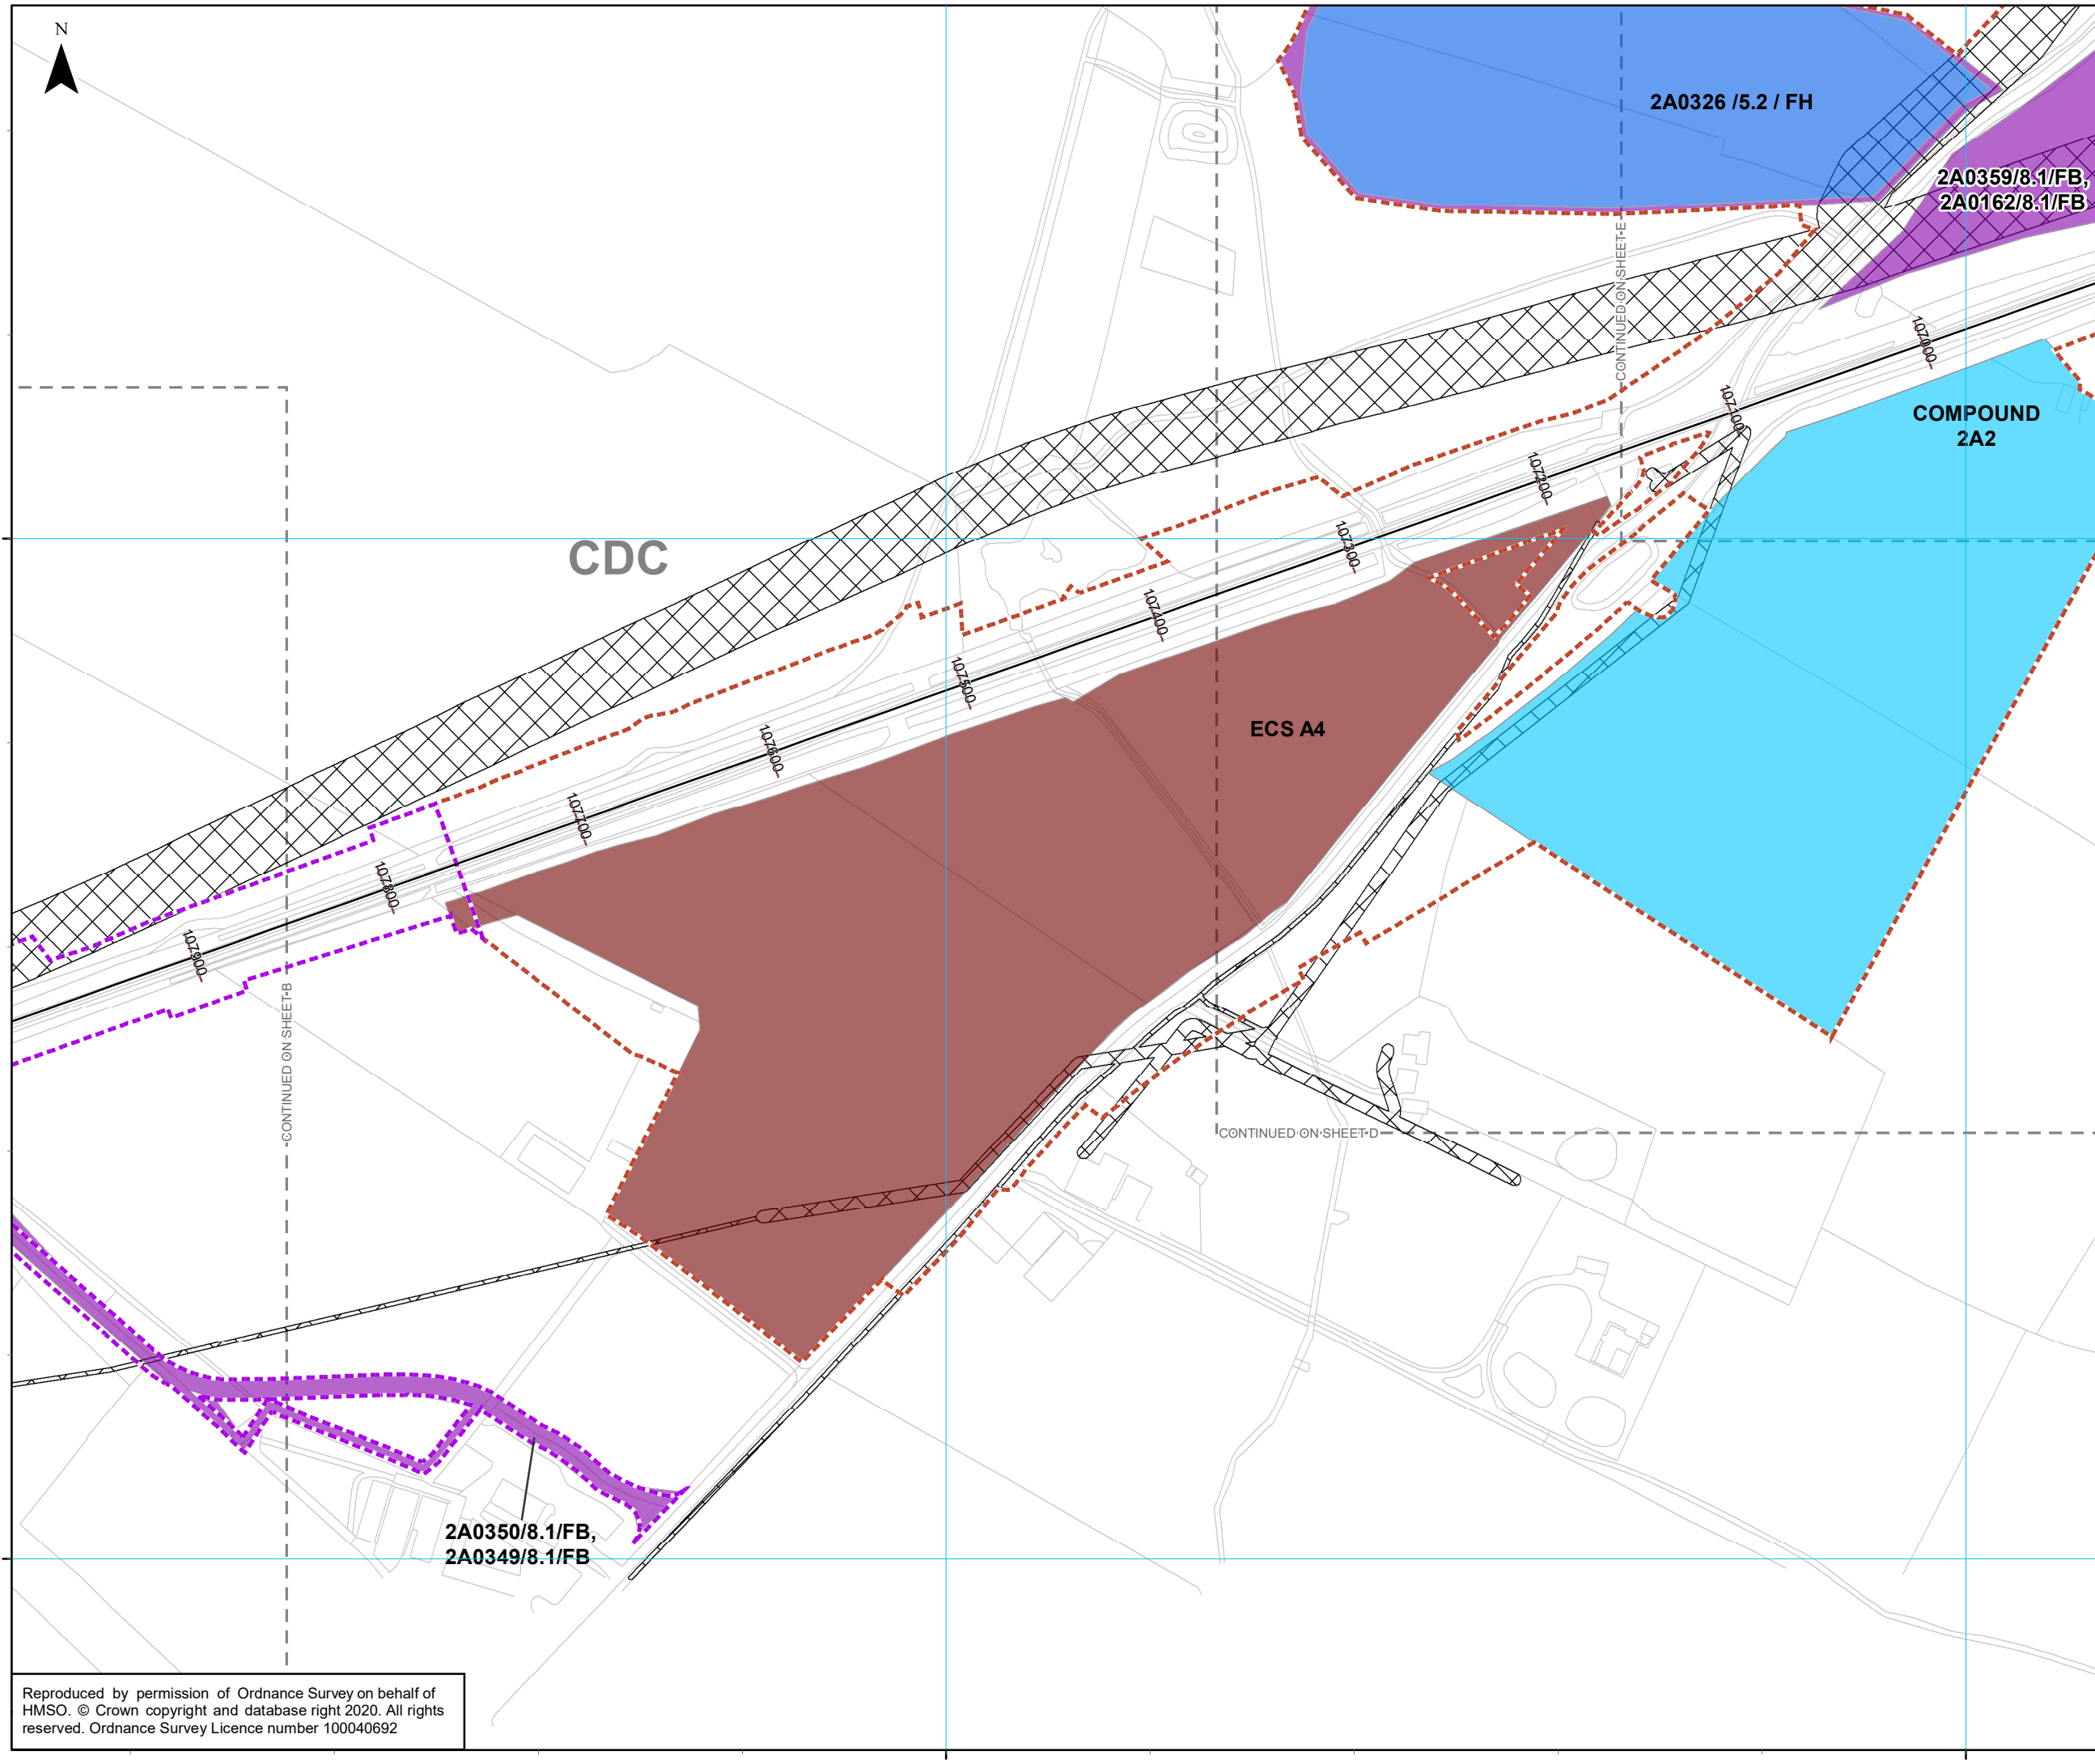 N
2A0326 /5.2 / FH
2A0359/8.1/FB,
2A0162/8.1/FB
CONTINUED ON SHEET E
107000
COMPOUND
2A2
107100
107200
CDC
107300
107400
107500
ECS A4
107600
107700
107800
107900
CONTINUED ON SHEET B
CONTINUED ON SHEET D
2A0350/8.1/FB,
2A0349/8.1/FB
Reproduced by permission of Ordnance Survey on behalf of
HMSO. © Crown copyright and database right 2020. All rights
reserved. Ordnance Survey Licence number 100040692